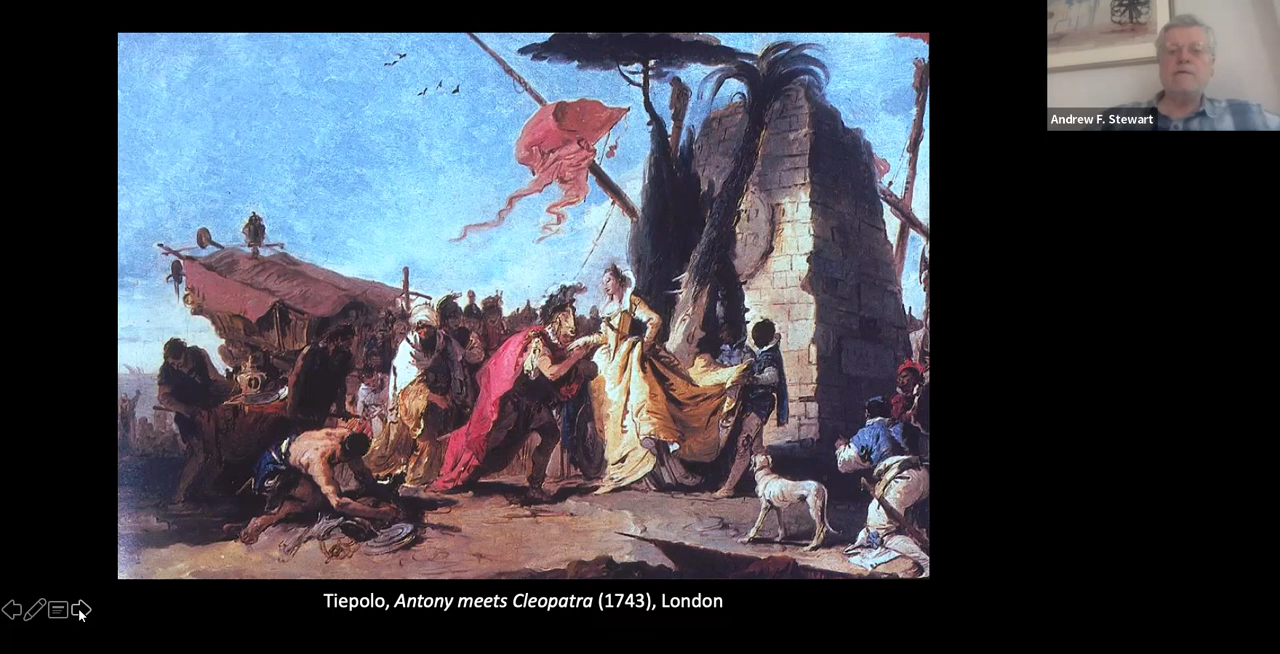 Andrew F. Stewart
Tiepolo, Antony meets Cleopatra (1743), London